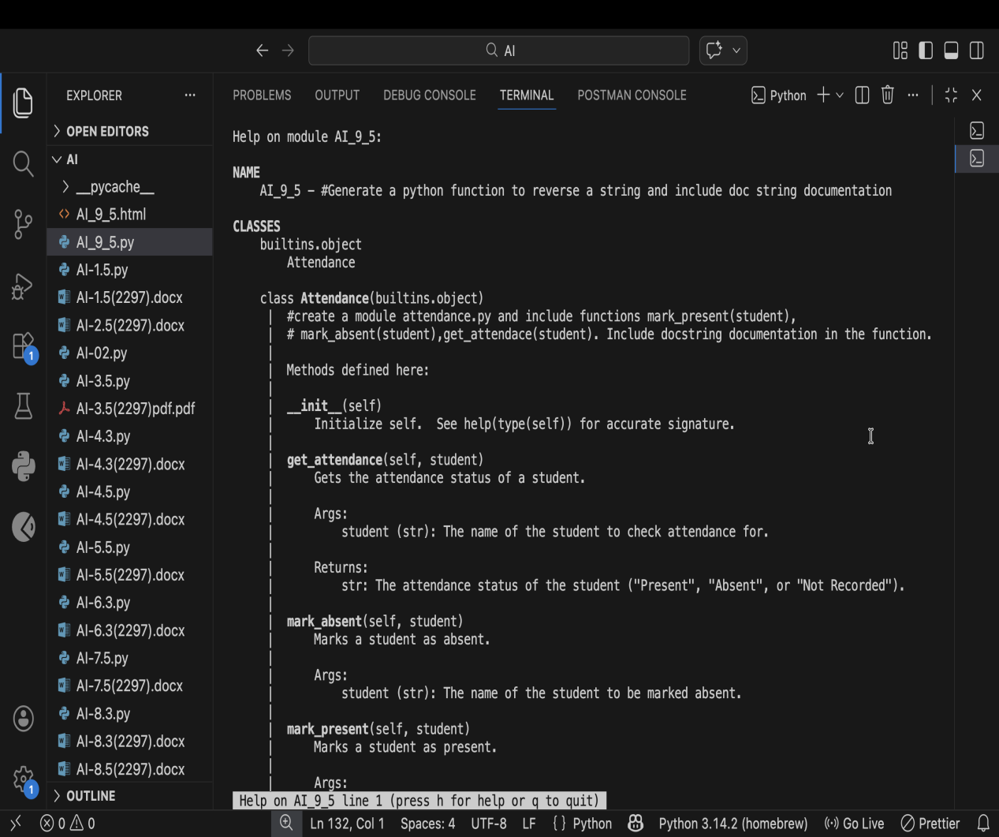 AI
EXPLORER
OPEN EDITORS
AI
__pycache__
AI_9_5.html
AI_9_5.py
AI-1.5.py
AI-1.5(2297).docx
AI-2.5(2297).docx
AI-02.py
AI-3.5.py
AI-3.5(2297)pdf.pdf
AI-4.3.py
AI-4.3(2297).docx
AI-4.5.py
AI-4.5(2297).docx
AI-5.5.py
AI-5.5(2297).docx
AI-6.3.py
AI-6.3(2297).docx
AI-7.5.py
AI-7.5(2297).docx
AI-8.3.py
AI-8.3(2297).docx
AI-8.5(2297).docx
OUTLINE
1
1
PROBLEMS OUTPUT DEBUG CONSOLE TERMINAL POSTMAN CONSOLE
Python
Help on module AI_9_5:
NAME
AI_9_5 - #Generate a python function to reverse a string and include doc string documentation
CLASSES
builtins.object
Attendance
class Attendance(builtins.object)
| #create a module attendance.py and include functions mark_present(student),
| # mark_absent(student),get_attendace(student). Include docstring documentation in the function.
|
| Methods defined here:
|
| __init__(self)
| Initialize self.  See help(type(self)) for accurate signature.
|
| get_attendance(self, student)
| Gets the attendance status of a student.
|
| Args:
| student (str): The name of the student to check attendance for.
|
| Returns:
| str: The attendance status of the student ("Present", "Absent", or "Not Recorded").
|
| mark_absent(self, student)
| Marks a student as absent.
|
| Args:
| student (str): The name of the student to be marked absent.
|
| mark_present(self, student)
| Marks a student as present.
|
| Args:
Help on AI_9_5 line 1 (press h for help or q to quit)
0 0 Ln 132, Col 1 Spaces: 4 UTF-8 LF {} Python Python 3.14.2 (homebrew) Go Live Prettier